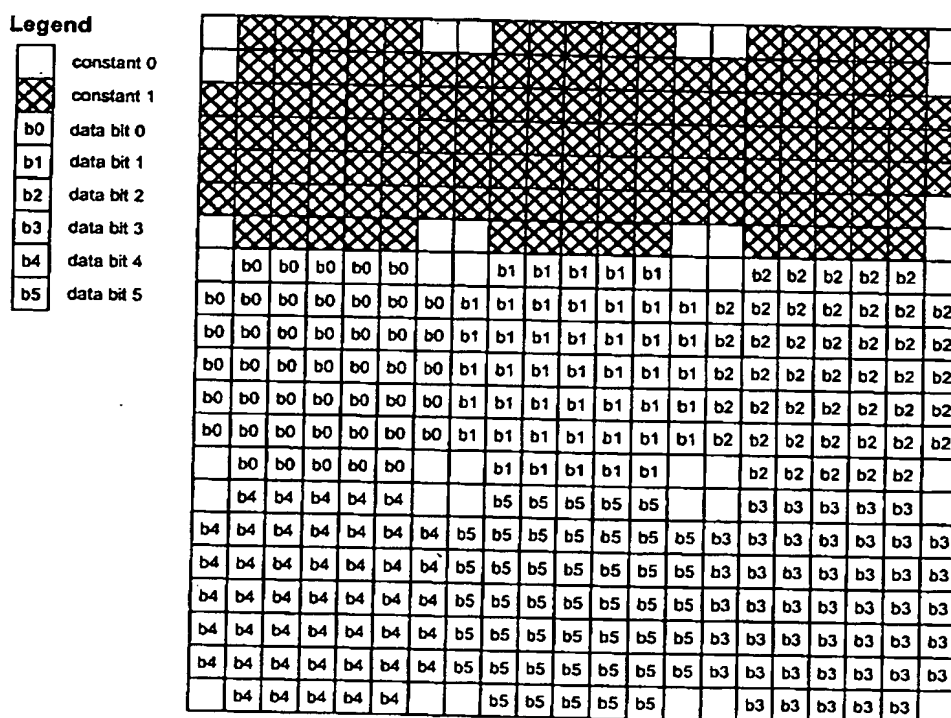 Legend
constant 0
constant 1
b0 data bit 0
b1 data bit 1
b2 data bit 2
b3 data bit 3
b4 data bit 4
b5 data bit 5
b0 b0 b0 b0 b0 b1 b1 b1 b1 b1 b2 b2 b2 b2 b2
b0 b0 b0 b0 b0 b0 b0 b1 b1 b1 b1 b1 b1 b1 b2 b2 b2 b2 b2 b2 b2
b0 b0 b0 b0 b0 b0 b0 b1 b1 b1 b1 b1 b1 b1 b2 b2 b2 b2 b2 b2 b2
b0 b0 b0 b0 b0 b0 b0 b1 b1 b1 b1 b1 b1 b1 b2 b2 b2 b2 b2 b2 b2
b0 b0 b0 b0 b0 b0 b0 b1 b1 b1 b1 b1 b1 b1 b2 b2 b2 b2 b2 b2 b2
b0 b0 b0 b0 b0 b0 b0 b1 b1 b1 b1 b1 b1 b1 b2 b2 b2 b2 b2 b2 b2
b0 b0 b0 b0 b0 b1 b1 b1 b1 b1 b2 b2 b2 b2 b2
b4 b4 b4 b4 b4 b5 b5 b5 b5 b5 b3 b3 b3 b3 b3
b4 b4 b4 b4 b4 b4 b4 b5 b5 b5 b5 b5 b5 b5 b3 b3 b3 b3 b3 b3 b3
b4 b4 b4 b4 b4 b4 b4 b5 b5 b5 b5 b5 b5 b5 b3 b3 b3 b3 b3 b3 b3
b4 b4 b4 b4 b4 b4 b4 b5 b5 b5 b5 b5 b5 b5 b3 b3 b3 b3 b3 b3 b3
b4 b4 b4 b4 b4 b4 b4 b5 b5 b5 b5 b5 b5 b5 b3 b3 b3 b3 b3 b3 b3
b4 b4 b4 b4 b4 b4 b4 b5 b5 b5 b5 b5 b5 b5 b3 b3 b3 b3 b3 b3 b3
b4 b4 b4 b4 b4 b5 b5 b5 b5 b5 b3 b3 b3 b3 b3